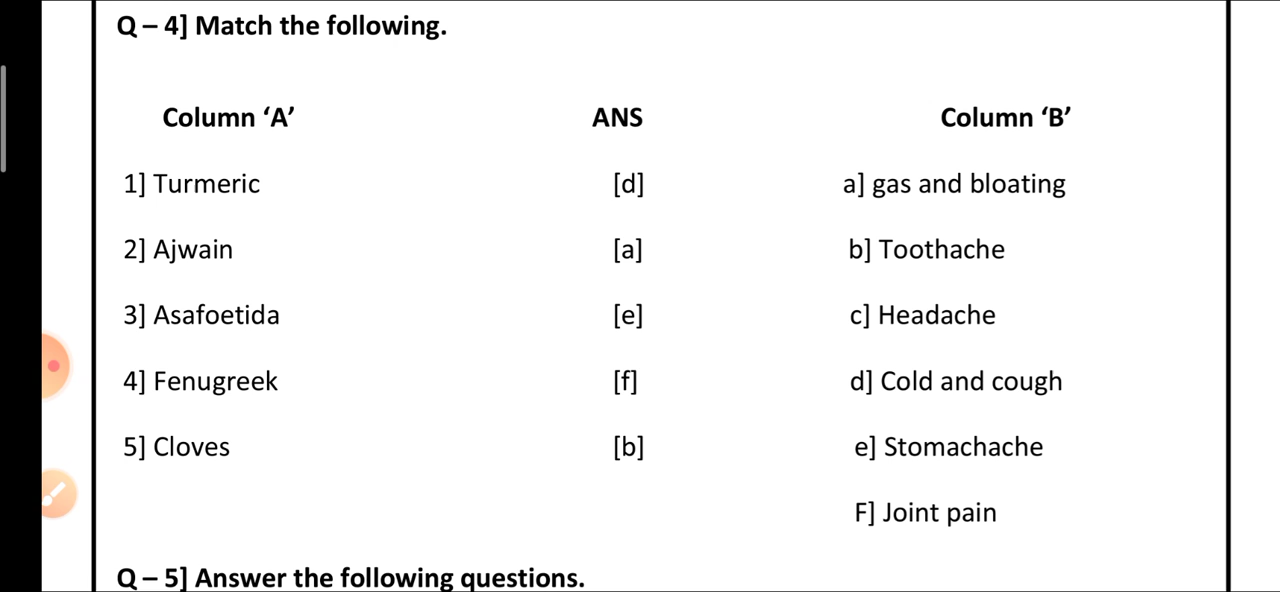 Q – 4] Match the following.
Column ‘A’ ANS Column ‘B’
1] Turmeric [d] a] gas and bloating
2] Ajwain [a] b] Toothache
3] Asafoetida [e] c] Headache
4] Fenugreek [f] d] Cold and cough
5] Cloves [b] e] Stomachache
F] Joint pain
Q – 5] Answer the following questions.